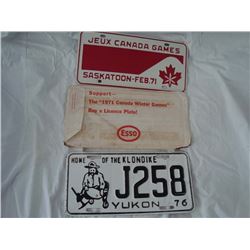 JEUX CANADA GAMES
SASKATOON-FEB.71
Support—
The "1971 Canada Winter Games"
Buy a Licence Plate!
Esso
HOME OF THE KLONDIKE
J258
YUKON 76